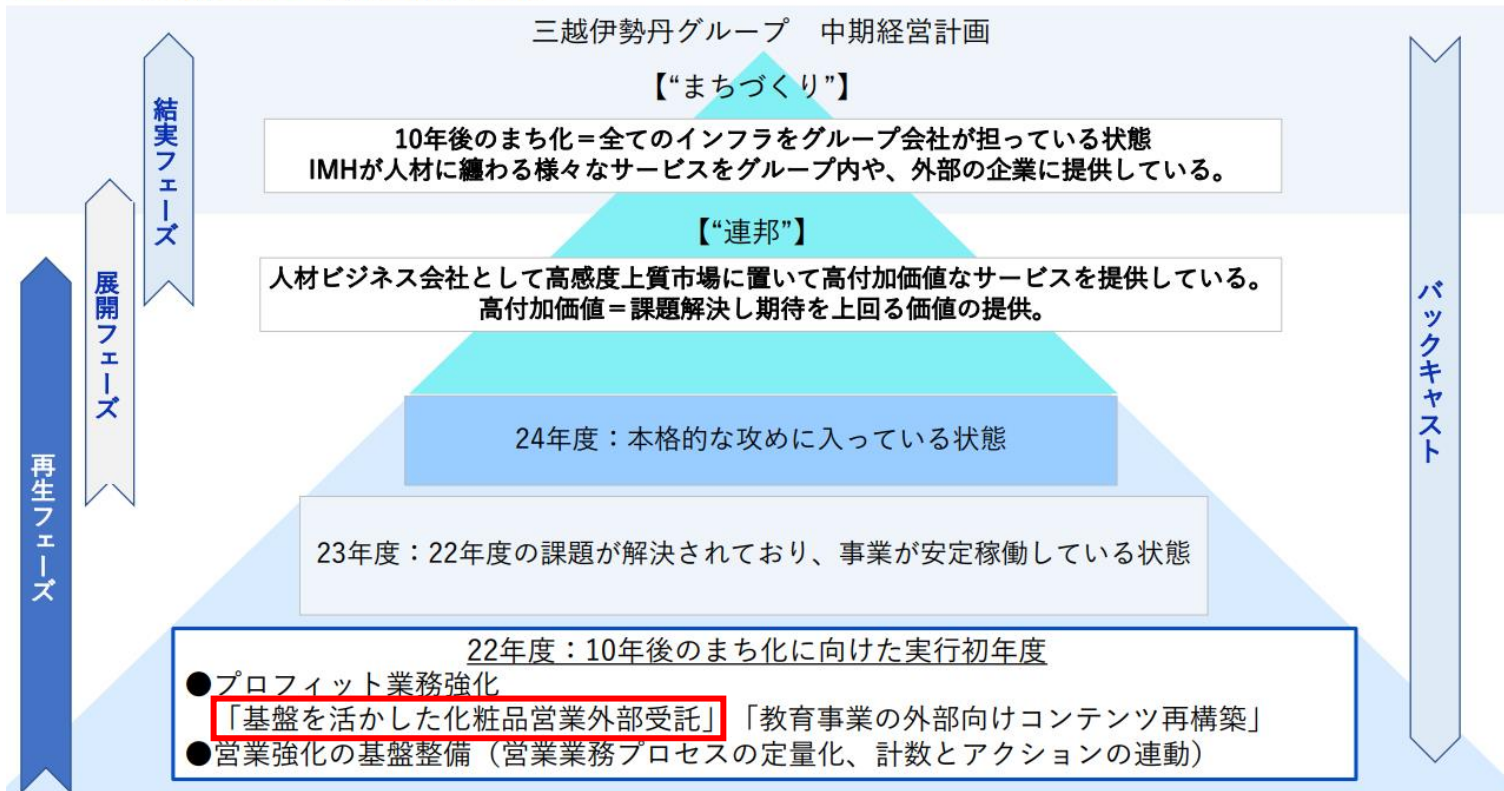 三越伊勢丹グループ　中期経営計画
【“まちづくり”】
10年後のまち化＝全てのインフラをグループ会社が担っている状態
IMHが人材に纏わる様々なサービスをグループ内や、外部の企業に提供している。
【“連邦”】
人材ビジネス会社として高感度上質市場に置いて高付加価値なサービスを提供している。
高付加価値＝課題解決し期待を上回る価値の提供。
24年度：本格的な攻めに入っている状態
23年度：22年度の課題が解決されており、事業が安定稼働している状態
22年度：10年後のまち化に向けた実行初年度
●プロフィット業務強化
「基盤を活かした化粧品営業外部受託」「教育事業の外部向けコンテンツ再構築」
●営業強化の基盤整備（営業業務プロセスの定量化、計数とアクションの連動）
結実フェーズ
展開フェーズ
再生フェーズ
バックキャスト